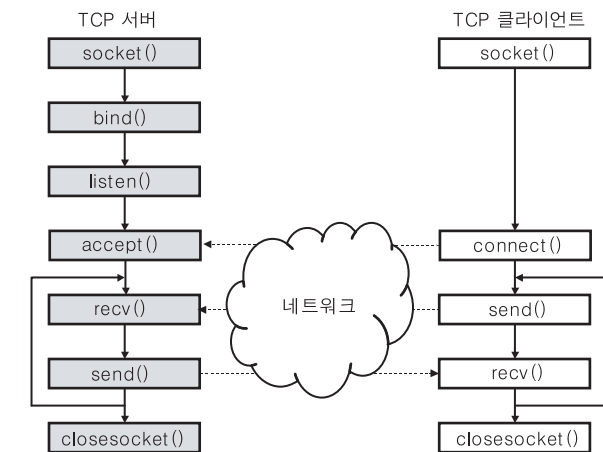 TCP 서버
socket()
bind()
listen()
accept()
recv()
send()
closesocket()
네트워크
TCP 클라이언트
socket()
connect()
send()
recv()
closesocket()